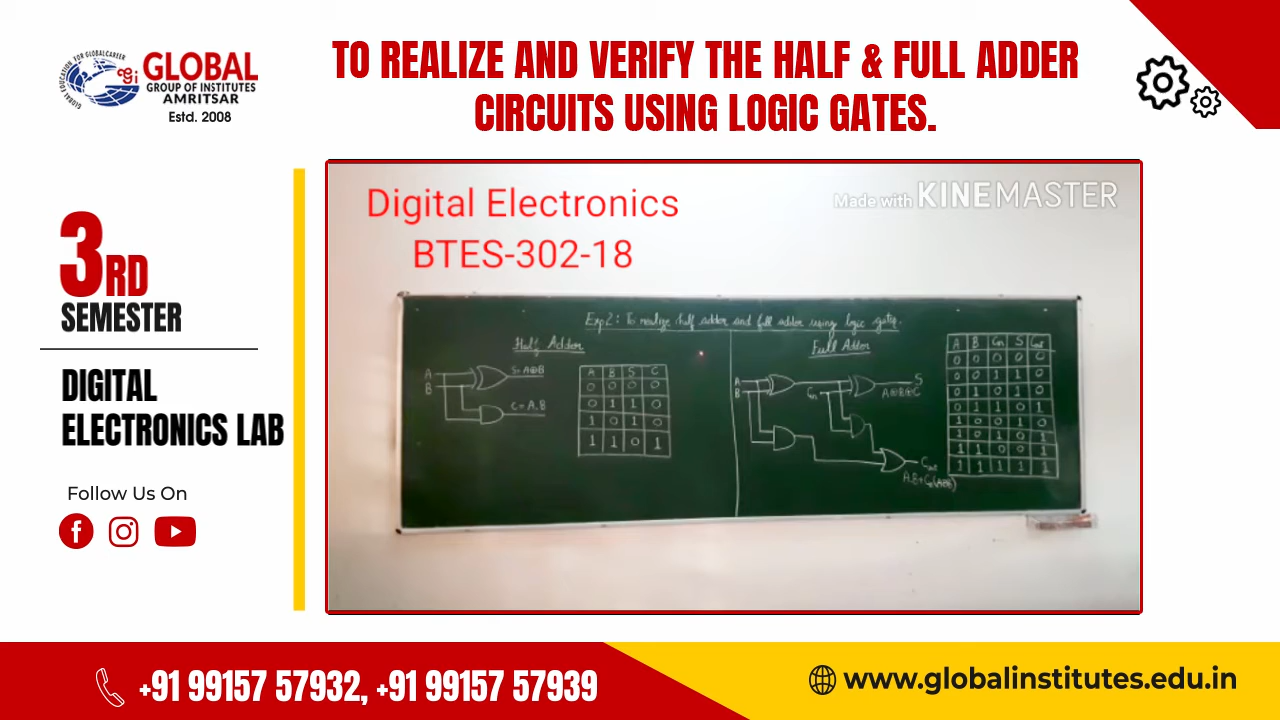 GLOBAL EDUCATION FOR GLOBAL CAREER
ggi
GLOBAL
GROUP OF INSTITUTES
AMRITSAR
Estd. 2008
TO REALIZE AND VERIFY THE HALF & FULL ADDER
CIRCUITS USING LOGIC GATES.
3RD
SEMESTER
DIGITAL
ELECTRONICS LAB
Follow Us On
Digital Electronics
BTES-302-18
Made with KINEMASTER
Exp2: To realize half adder and full adder using logic gates.
Half Adder
A
B
S=A⊕B
C=A.B
A B S C
0 0 0 0
0 1 1 0
1 0 1 0
1 1 0 1
Full Adder
A
B
Cin
S
A⊕B⊕C
Cout
A B Cin S Cout
0 0 0 0 0
0 0 1 1 0
0 1 0 1 0
0 1 1 0 1
1 0 0 1 0
1 0 1 0 1
1 1 0 0 1
1 1 1 1 1
+91 99157 57932, +91 99157 57939
www.globalinstitutes.edu.in